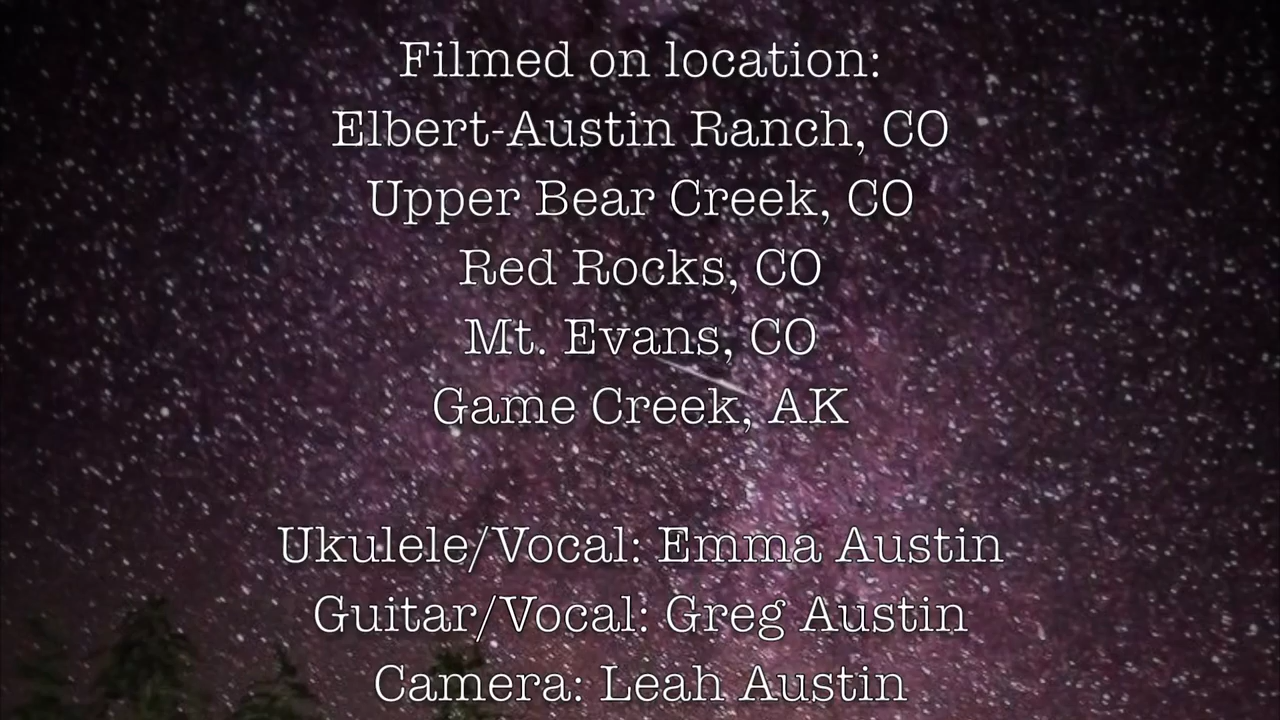 Filmed on location:
Elbert-Austin Ranch, CO
Upper Bear Creek, CO
Red Rocks, CO
Mt. Evans, CO
Game Creek, AK
Ukulele/Vocal: Emma Austin
Guitar/Vocal: Greg Austin
Camera: Leah Austin